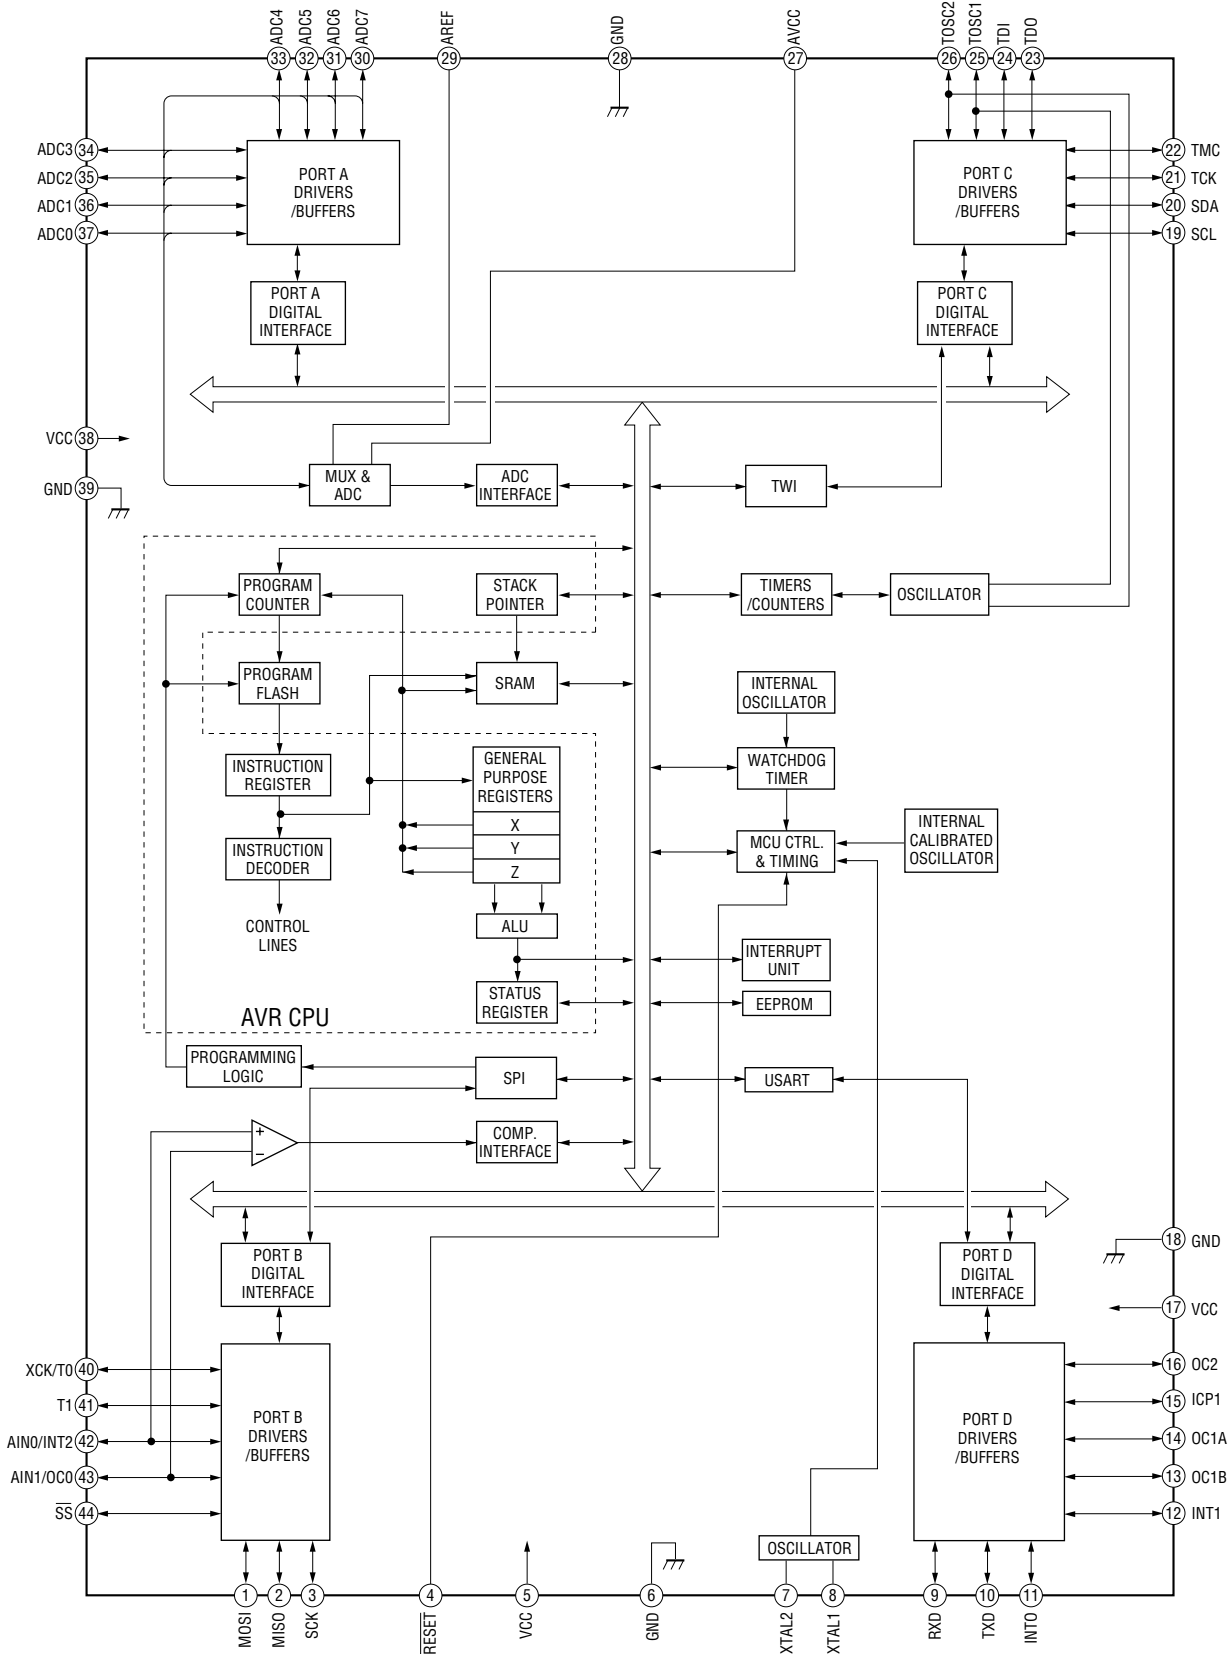 ADC4
ADC5
ADC6
ADC7
AREF
GND
AVCC
TOSC2
TOSC1
TDI
TDO
33
32
31
30
29
28
27
26
25
24
23
ADC3 34
ADC2 35
ADC1 36
ADC0 37
PORT A
DRIVERS
/BUFFERS
PORT C
DRIVERS
/BUFFERS
22 TMC
21 TCK
20 SDA
19 SCL
PORT A
DIGITAL
INTERFACE
PORT C
DIGITAL
INTERFACE
VCC 38
GND 39
MUX &
ADC
ADC
INTERFACE
TWI
PROGRAM
COUNTER
STACK
POINTER
TIMERS
/COUNTERS
OSCILLATOR
PROGRAM
FLASH
SRAM
INTERNAL
OSCILLATOR
INSTRUCTION
REGISTER
GENERAL
PURPOSE
REGISTERS
X
Y
Z
WATCHDOG
TIMER
INSTRUCTION
DECODER
MCU CTRL.
& TIMING
INTERNAL
CALIBRATED
OSCILLATOR
CONTROL
LINES
ALU
INTERRUPT
UNIT
STATUS
REGISTER
EEPROM
AVR CPU
PROGRAMMING
LOGIC
SPI
USART
+
−
COMP.
INTERFACE
PORT B
DIGITAL
INTERFACE
PORT D
DIGITAL
INTERFACE
18 GND
17 VCC
XCK/T0 40
T1 41
AIN0/INT2 42
AIN1/OC0 43
SS 44
PORT B
DRIVERS
/BUFFERS
PORT D
DRIVERS
/BUFFERS
16 OC2
15 ICP1
14 OC1A
13 OC1B
12 INT1
OSCILLATOR
1
2
3
4
5
6
7
8
9
10
11
MOSI
MISO
SCK
RESET
VCC
GND
XTAL2
XTAL1
RXD
TXD
INTO